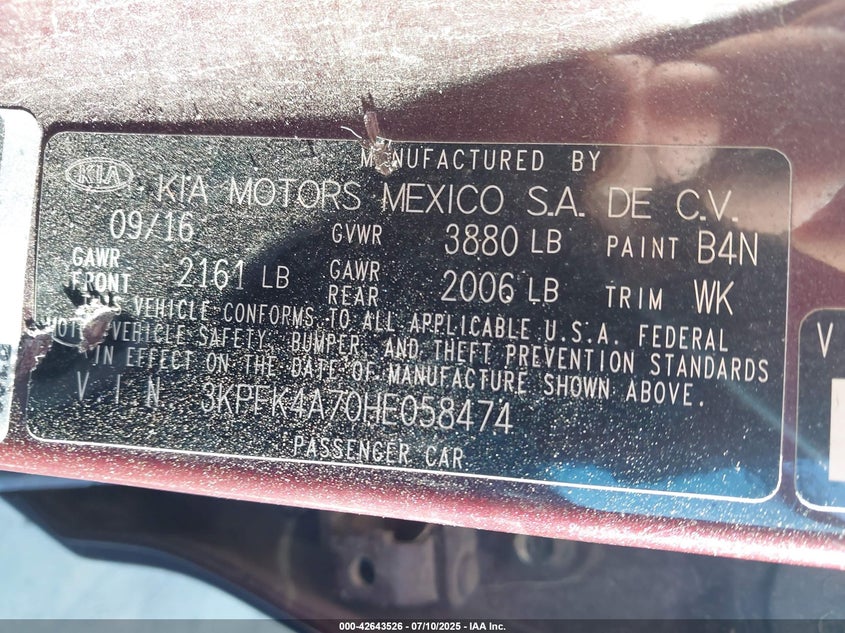 MANUFACTURED BY
KIA KIA MOTORS MEXICO S.A. DE C.V.
09/16 GVWR 3880 LB PAINT B4N
GAWR FRONT 2161 LB GAWR REAR 2006 LB TRIM WK
THIS VEHICLE CONFORMS TO ALL APPLICABLE U.S.A. FEDERAL
MOTOR VEHICLE SAFETY, BUMPER, AND THEFT PREVENTION STANDARDS
IN EFFECT ON THE DATE OF MANUFACTURE SHOWN ABOVE.
VIN 3KPFK4A70HE058474
PASSENGER CAR
V
000-42643526 - 07/10/2025 - IAA Inc.